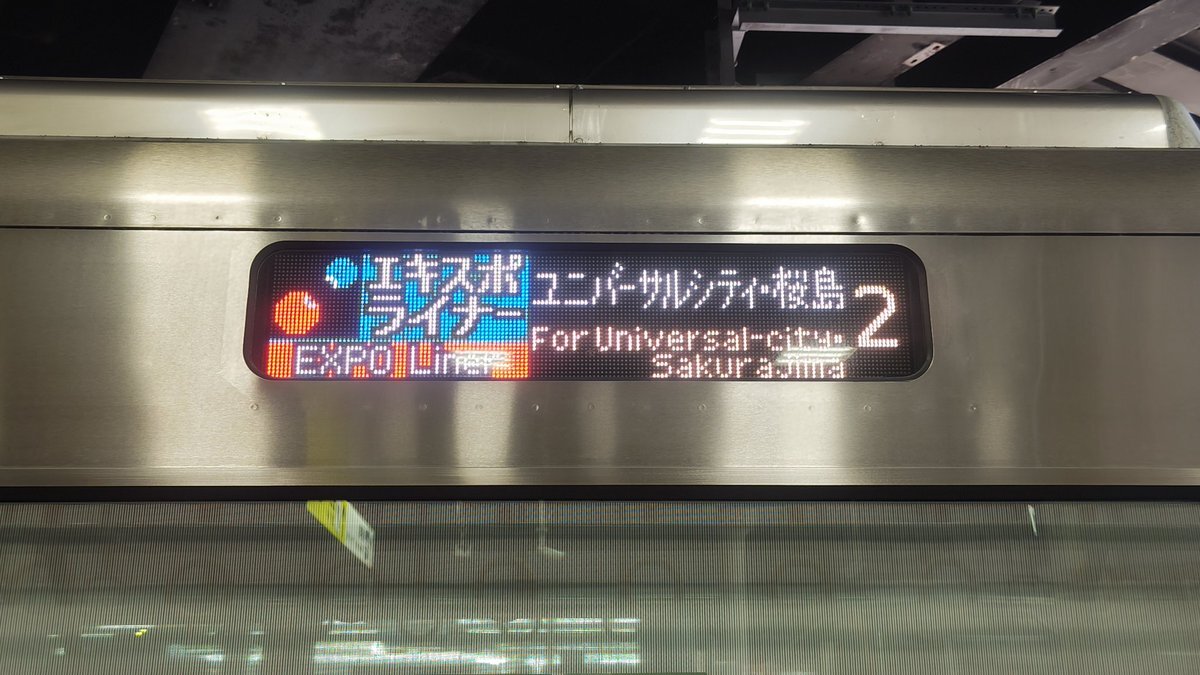 エキスポ
ライナー
EXPO Liner
ユニバーサルシティ・桜島
For Universal-city・
Sakurajima
2